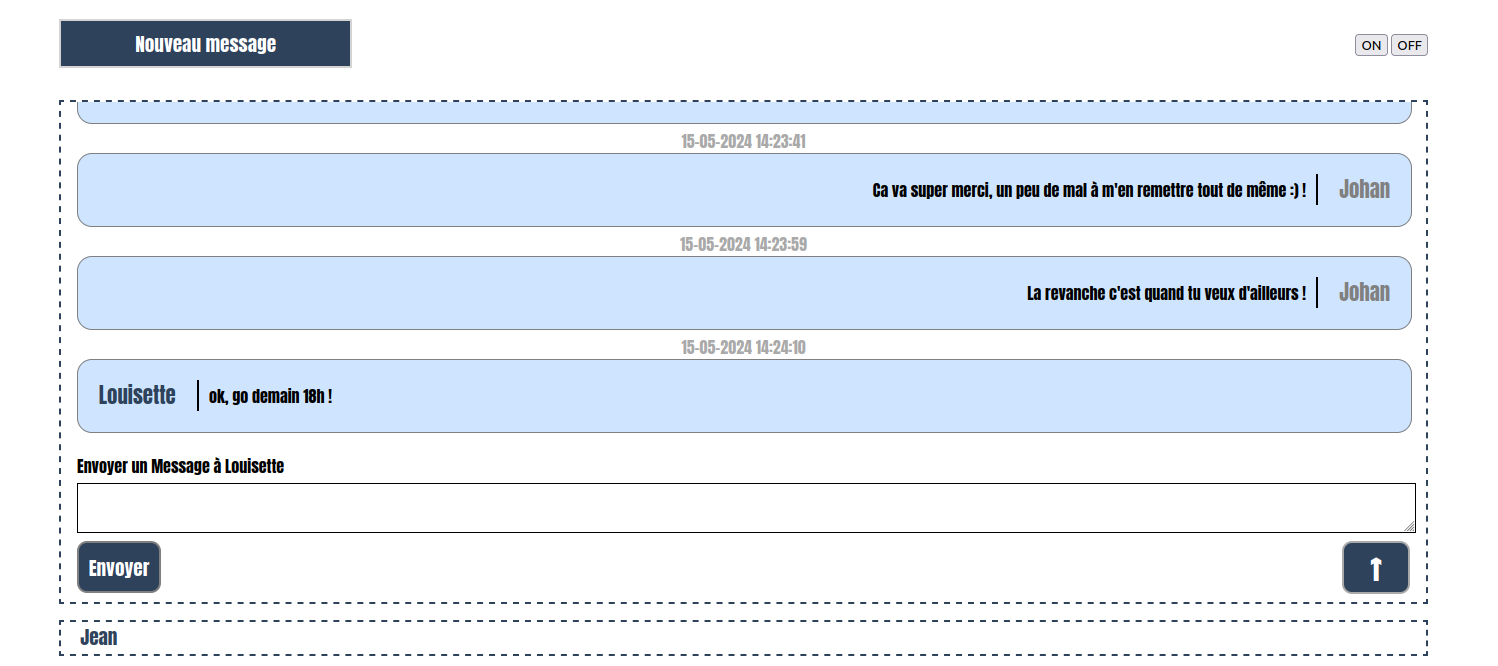 Nouveau message
ON OFF
15-05-2024 14:23:41
Ca va super merci, un peu de mal à m'en remettre tout de même :) ! Johan
15-05-2024 14:23:59
La revanche c'est quand tu veux d'ailleurs ! Johan
15-05-2024 14:24:10
Louisette ok, go demain 18h !
Envoyer un Message à Louisette
Envoyer
↑
Jean